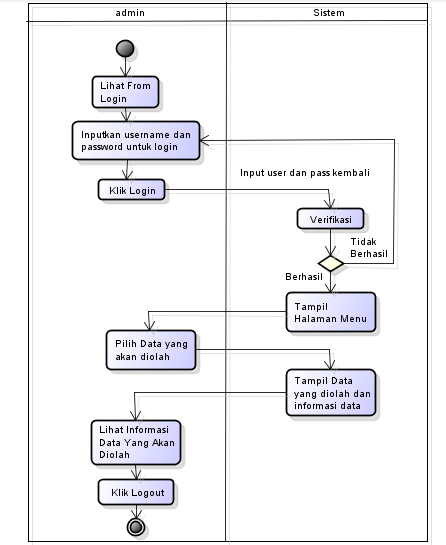 admin
Sistem
Lihat From
Login
Inputkan username dan
password untuk login
Klik Login
Input user dan pass kembali
Verifikasi
Tidak
Berhasil
Berhasil
Tampil
Halaman Menu
Pilih Data yang
akan diolah
Tampil Data
yang diolah dan
informasi data
Lihat Informasi
Data Yang Akan
Diolah
Klik Logout